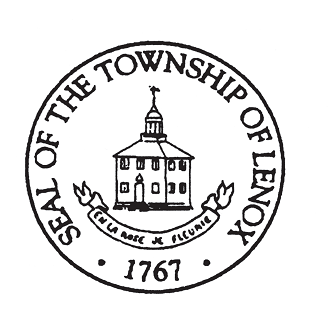 SEAL OF THE TOWNSHIP OF LENOX
EN LA ROSE JE FLEURIE
· 1767 ·